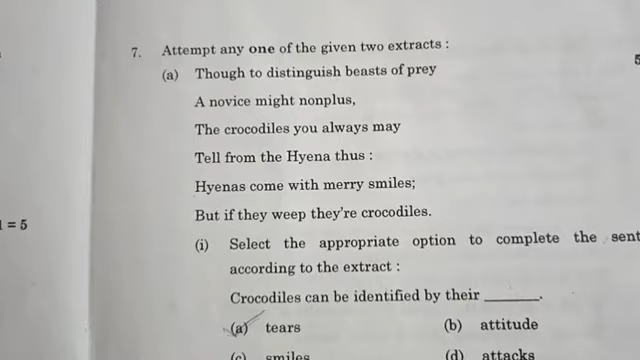 7. Attempt any one of the given two extracts :
(a) Though to distinguish beasts of prey
A novice might nonplus,
The crocodiles you always may
Tell from the Hyena thus :
Hyenas come with merry smiles;
But if they weep they're crocodiles.
= 5
(i) Select the appropriate option to complete the
according to the extract :
Crocodiles can be identified by their ______.
(a) tears (b) attitude
(c) smiles (d) attacks